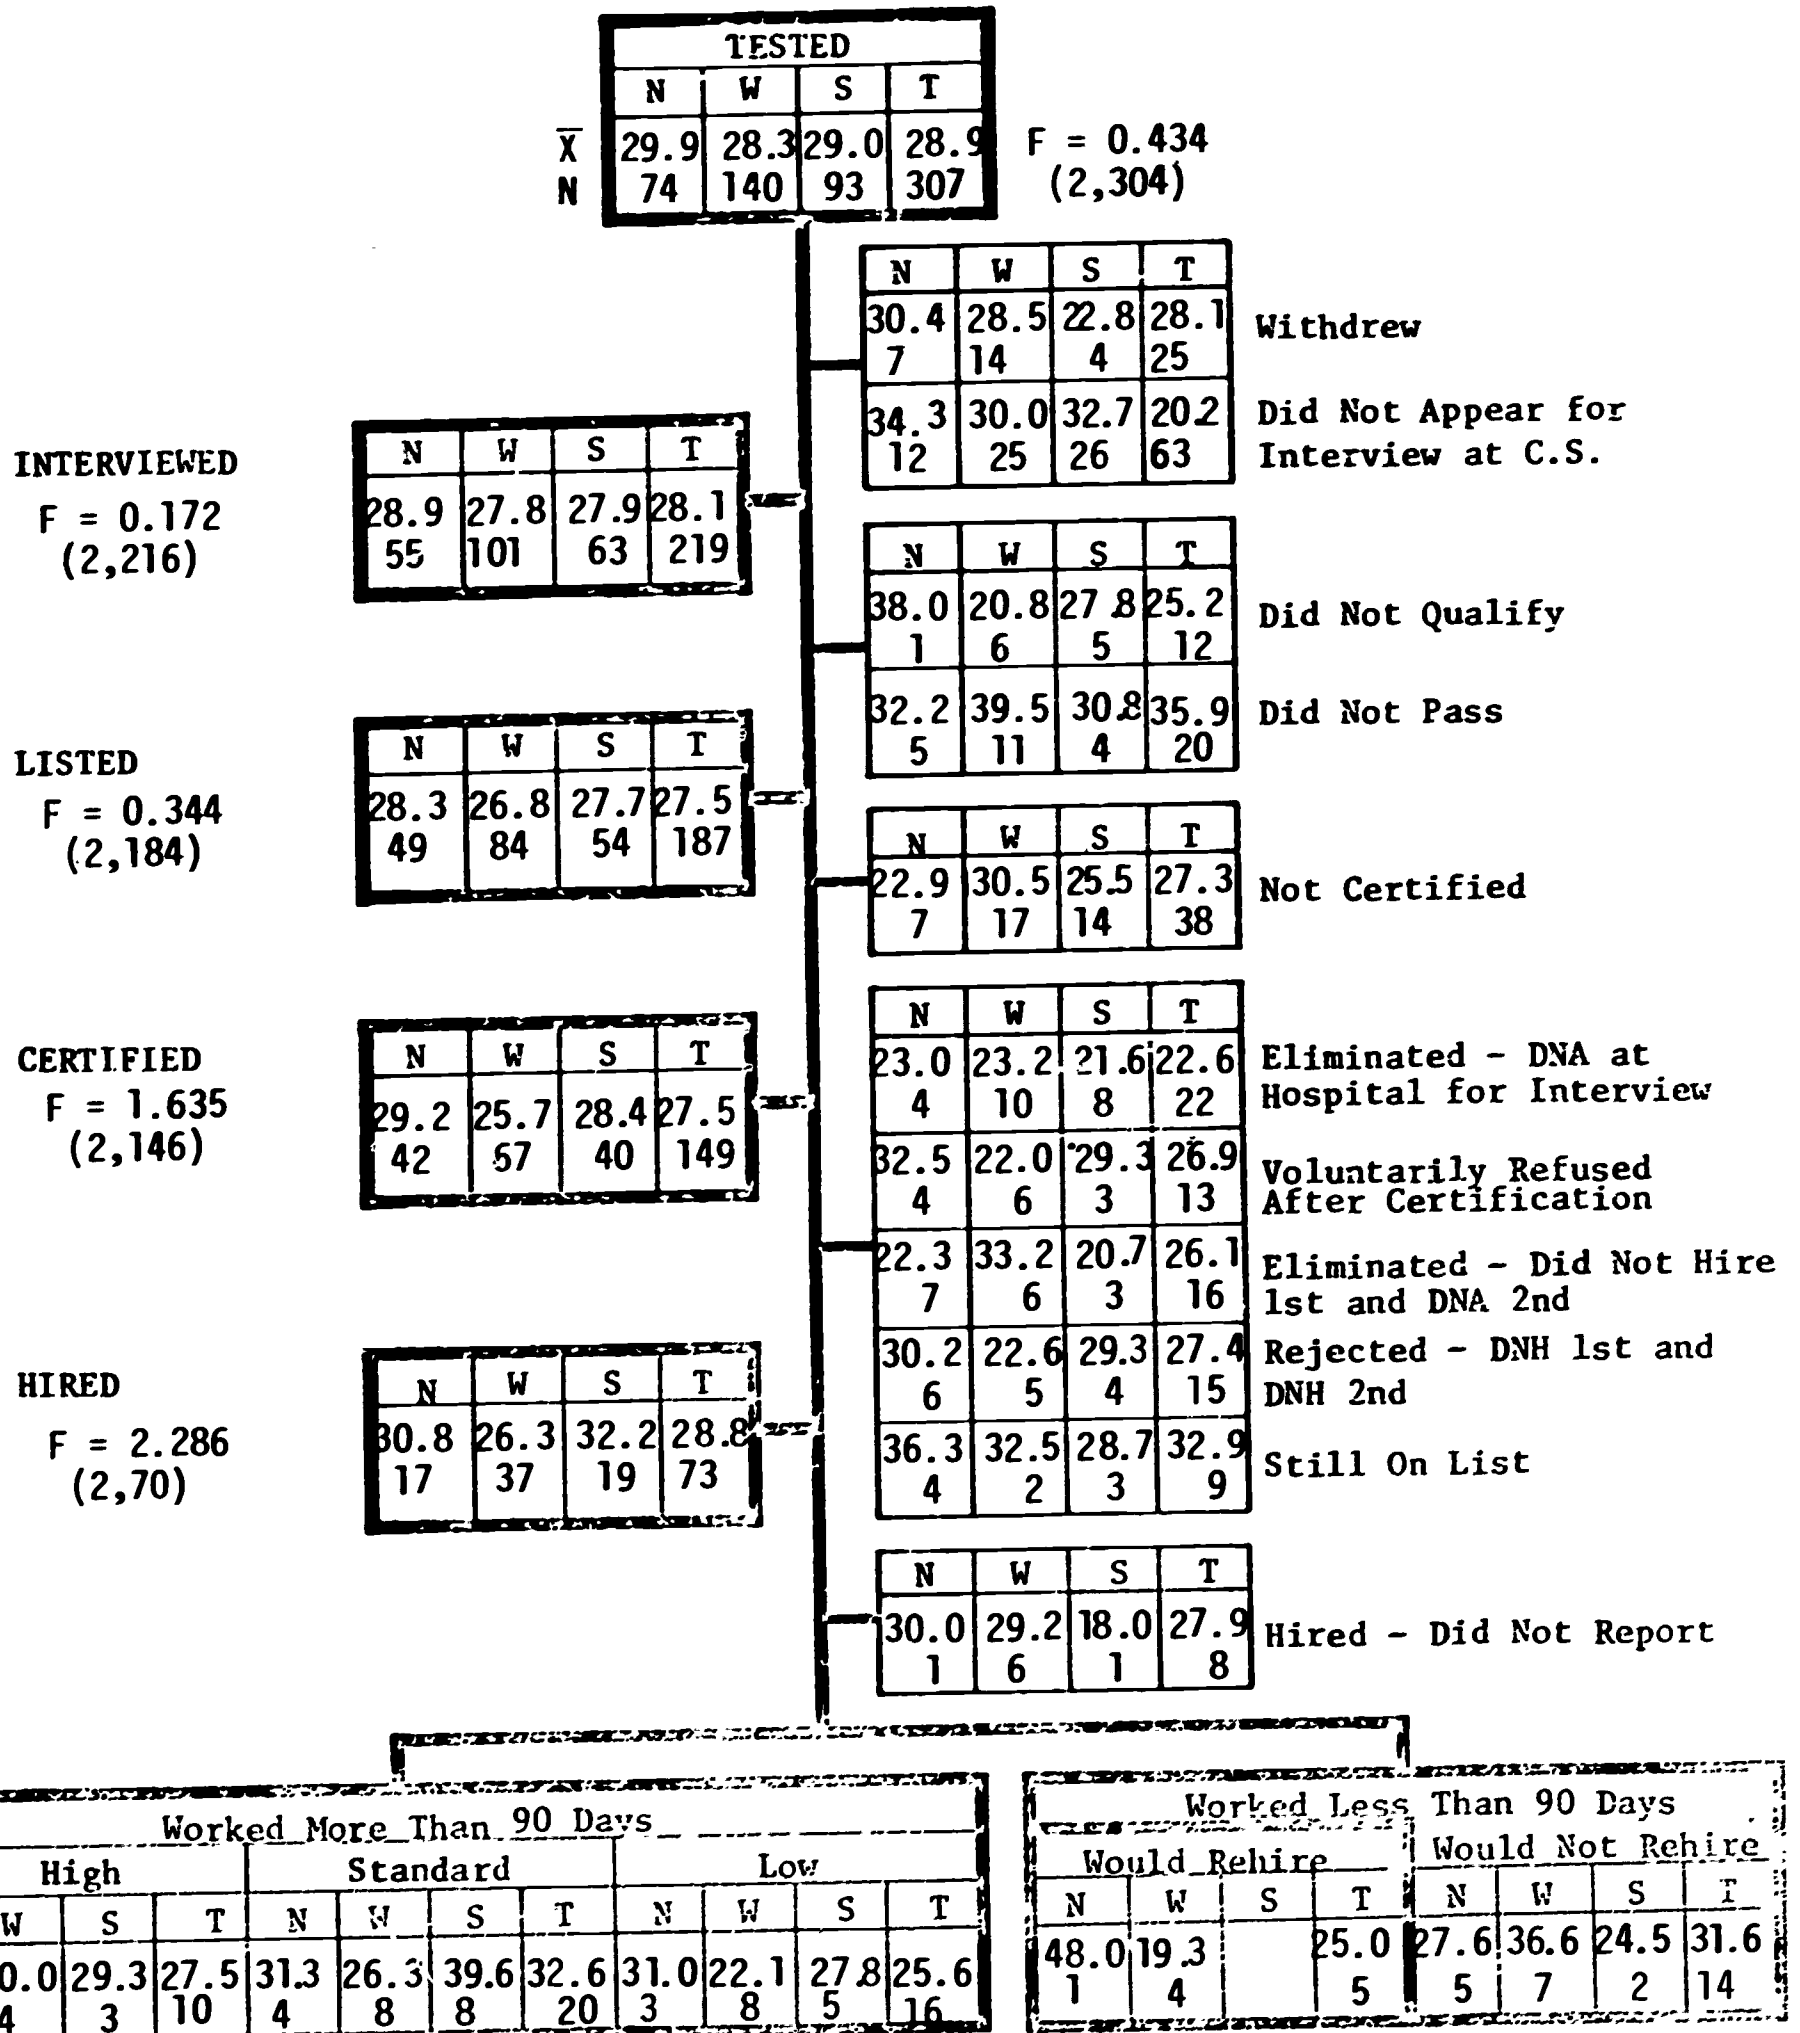 TESTED
N W S T
X̄ 29.9 28.3 29.0 28.9 F = 0.434
N 74 140 93 307 (2,304)
N W S T
30.4 28.5 22.8 28.1 Withdrew
7 14 4 25
34.3 30.0 32.7 20.2 Did Not Appear for
12 25 26 63 Interview at C.S.
INTERVIEWED
F = 0.172
(2,216)
N W S T
28.9 27.8 27.9 28.1
55 101 63 219
N W S T
38.0 20.8 27.8 25.2 Did Not Qualify
1 6 5 12
32.2 39.5 30.8 35.9 Did Not Pass
5 11 4 20
LISTED
F = 0.344
(2,184)
N W S T
28.3 26.8 27.7 27.5
49 84 54 187
N W S T
22.9 30.5 25.5 27.3 Not Certified
7 17 14 38
CERTIFIED
F = 1.635
(2,146)
N W S T
29.2 25.7 28.4 27.5
42 67 40 149
N W S T
23.0 23.2 21.6 22.6 Eliminated - DNA at
4 10 8 22 Hospital for Interview
32.5 22.0 29.3 26.9 Voluntarily Refused
4 6 3 13 After Certification
22.3 33.2 20.7 26.1 Eliminated - Did Not Hire
7 6 3 16 1st and DNA 2nd
30.2 22.6 29.3 27.4 Rejected - DNH 1st and
6 5 4 15 DNH 2nd
36.3 32.5 28.7 32.9 Still On List
4 2 3 9
HIRED
F = 2.286
(2,70)
N W S T
30.8 26.3 32.2 28.8
17 37 19 73
N W S T
30.0 29.2 18.0 27.9 Hired - Did Not Report
1 6 1 8
Worked More Than 90 Days
High Standard Low
W S T N W S T N W S T
0.0 29.3 27.5 31.3 26.3 39.6 32.6 31.0 22.1 27.8 25.6
4 3 10 4 8 8 20 3 8 5 16
Worked Less Than 90 Days
Would Rehire Would Not Rehire
N W S T N W S T
48.0 19.3 25.0 27.6 36.6 24.5 31.6
1 4 5 5 7 2 14